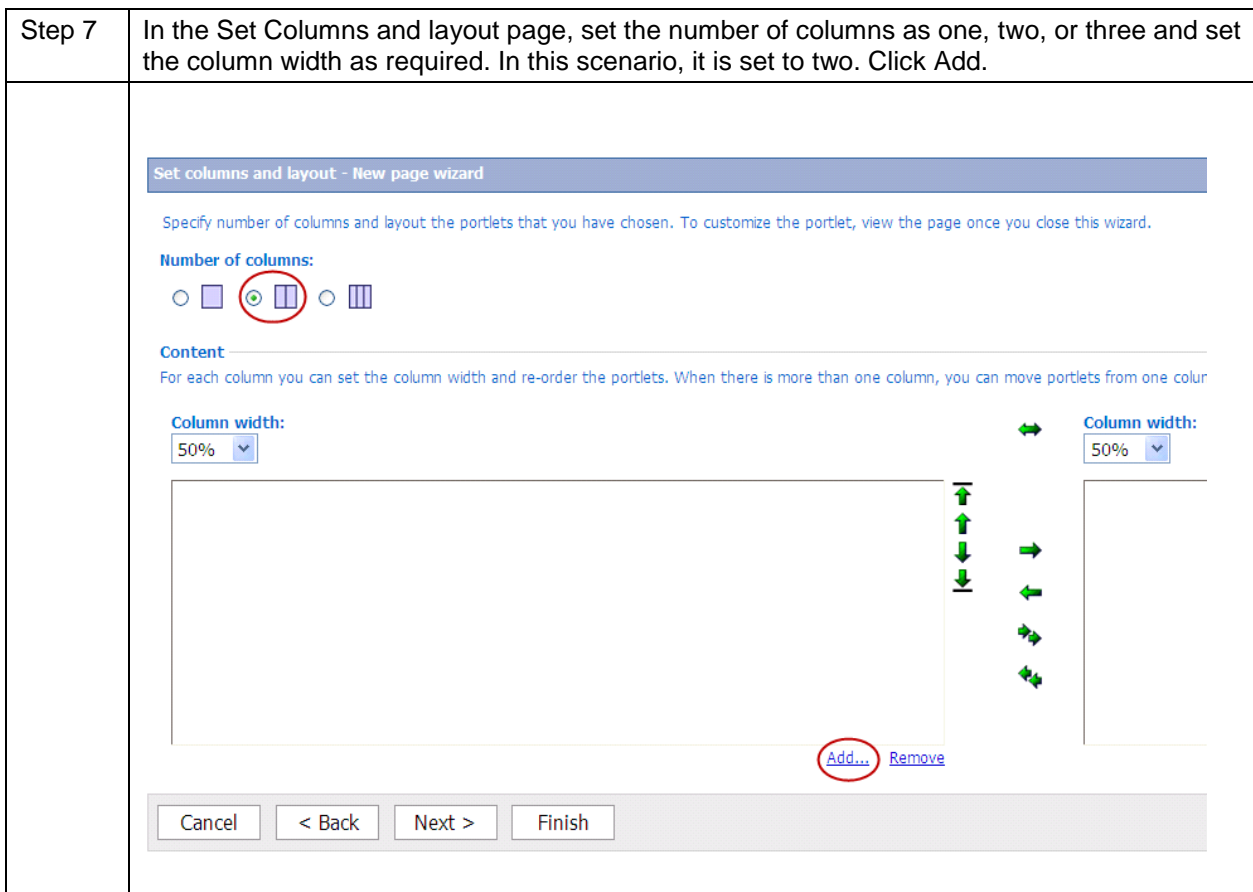 Step 7
In the Set Columns and layout page, set the number of columns as one, two, or three and set
the column width as required. In this scenario, it is set to two. Click Add.
Set columns and layout - New page wizard
Specify number of columns and layout the portlets that you have chosen. To customize the portlet, view the page once you close this wizard.
Number of columns:
Content
For each column you can set the column width and re-order the portlets. When there is more than one column, you can move portlets from one colur
Column width:
50%
Column width:
50%
Add... Remove
Cancel < Back Next > Finish